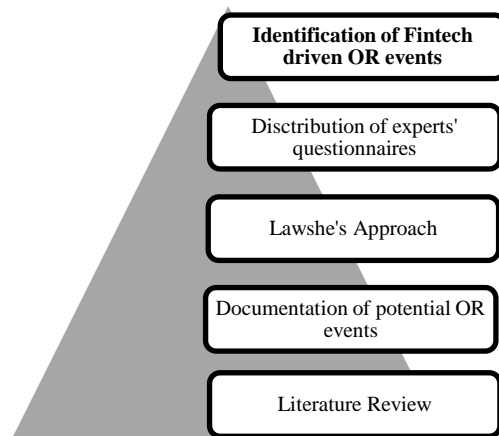 Identification of Fintech
driven OR events
Disctribution of experts'
questionnaires
Lawshe's Approach
Documentation of potential OR
events
Literature Review